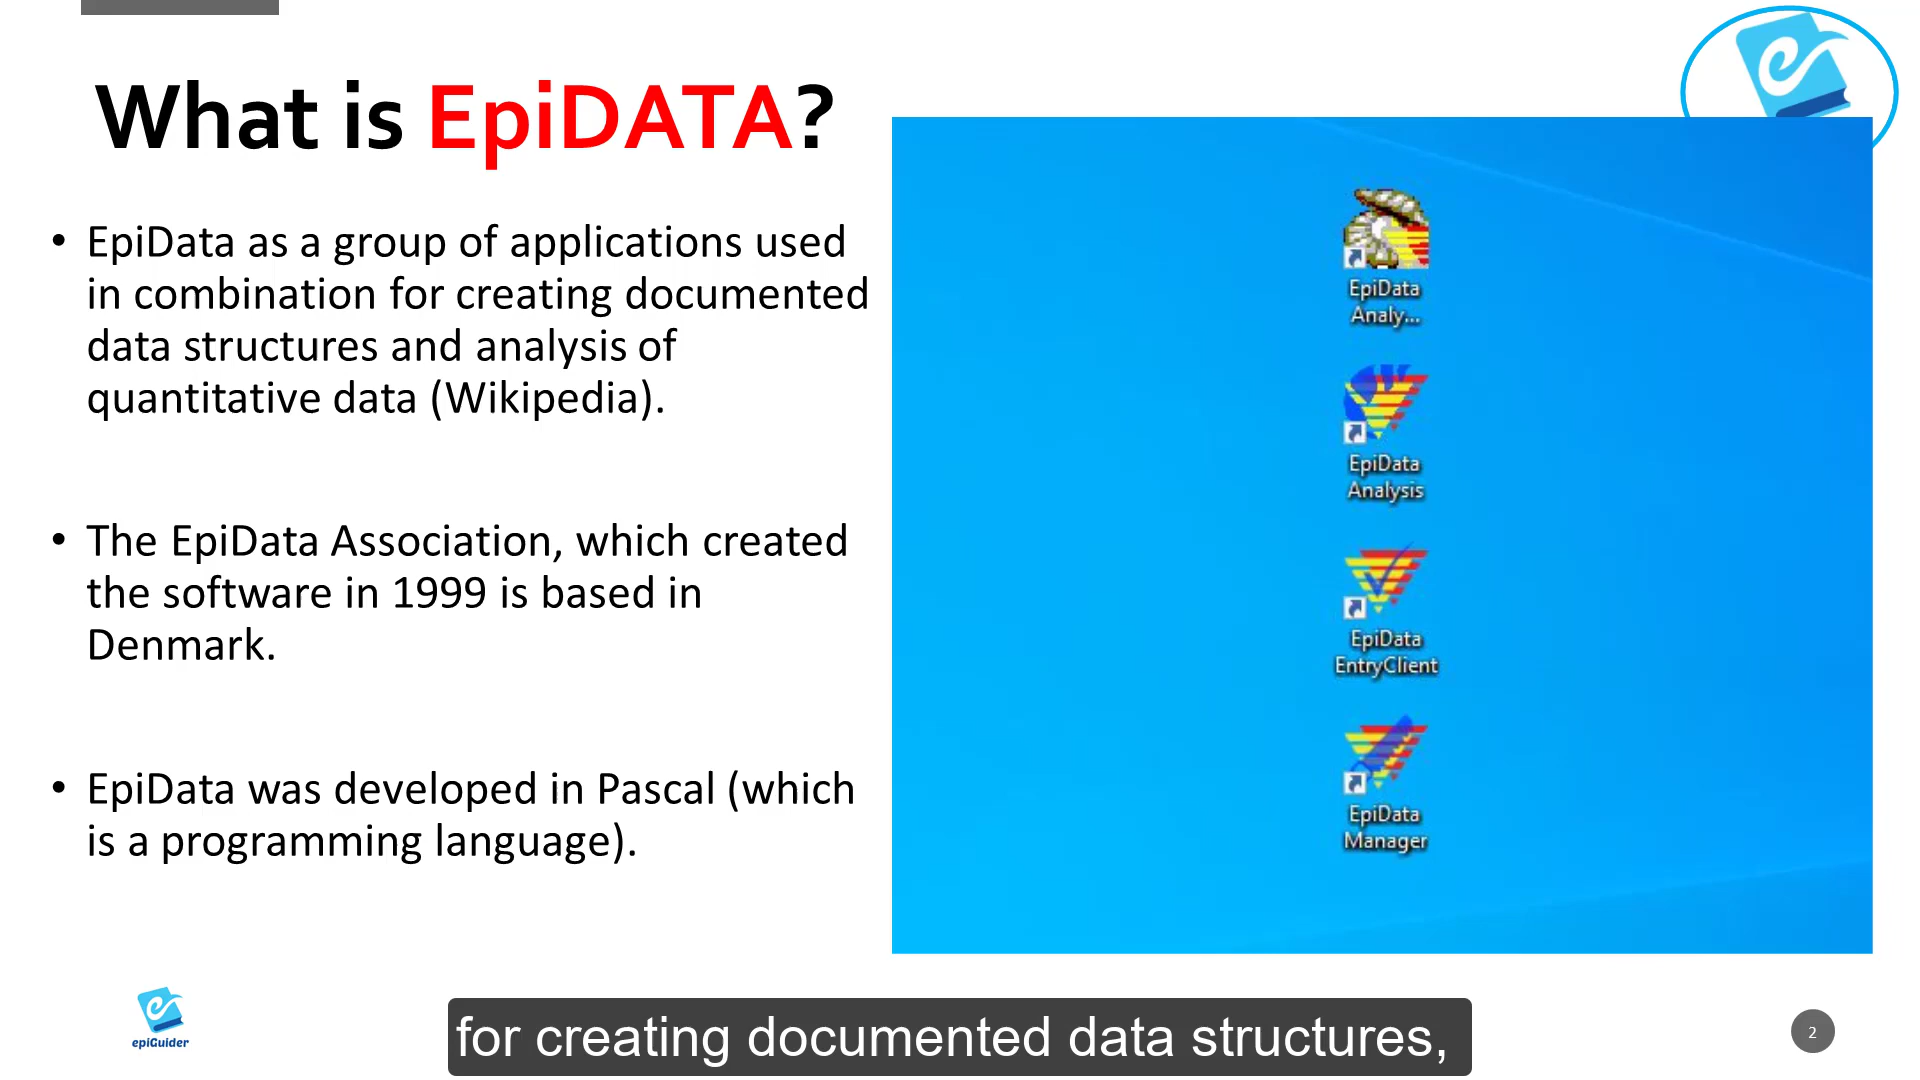 What is EpiDATA?
• EpiData as a group of applications used
in combination for creating documented
data structures and analysis of
quantitative data (Wikipedia).
• The EpiData Association, which created
the software in 1999 is based in
Denmark.
• EpiData was developed in Pascal (which
is a programming language).
EpiData
Analy...
EpiData
Analysis
EpiData
EntryClient
EpiData
Manager
epiGuider
for creating documented data structures,
2